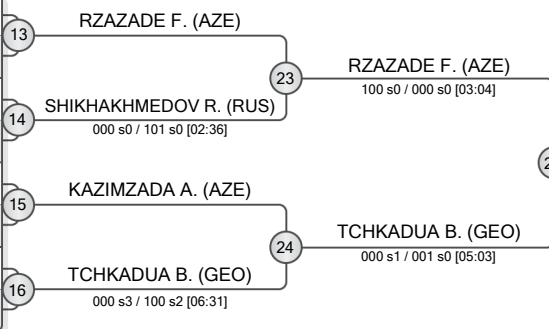 RZAZADE F. (AZE)
13
23
RZAZADE F. (AZE)
100 s0 / 000 s0 [03:04]
SHIKHAKHMEDOV R. (RUS)
14
000 s0 / 101 s0 [02:36]
KAZIMZADA A. (AZE)
15
24
TCHKADUA B. (GEO)
000 s1 / 001 s0 [05:03]
TCHKADUA B. (GEO)
16
000 s3 / 100 s2 [06:31]